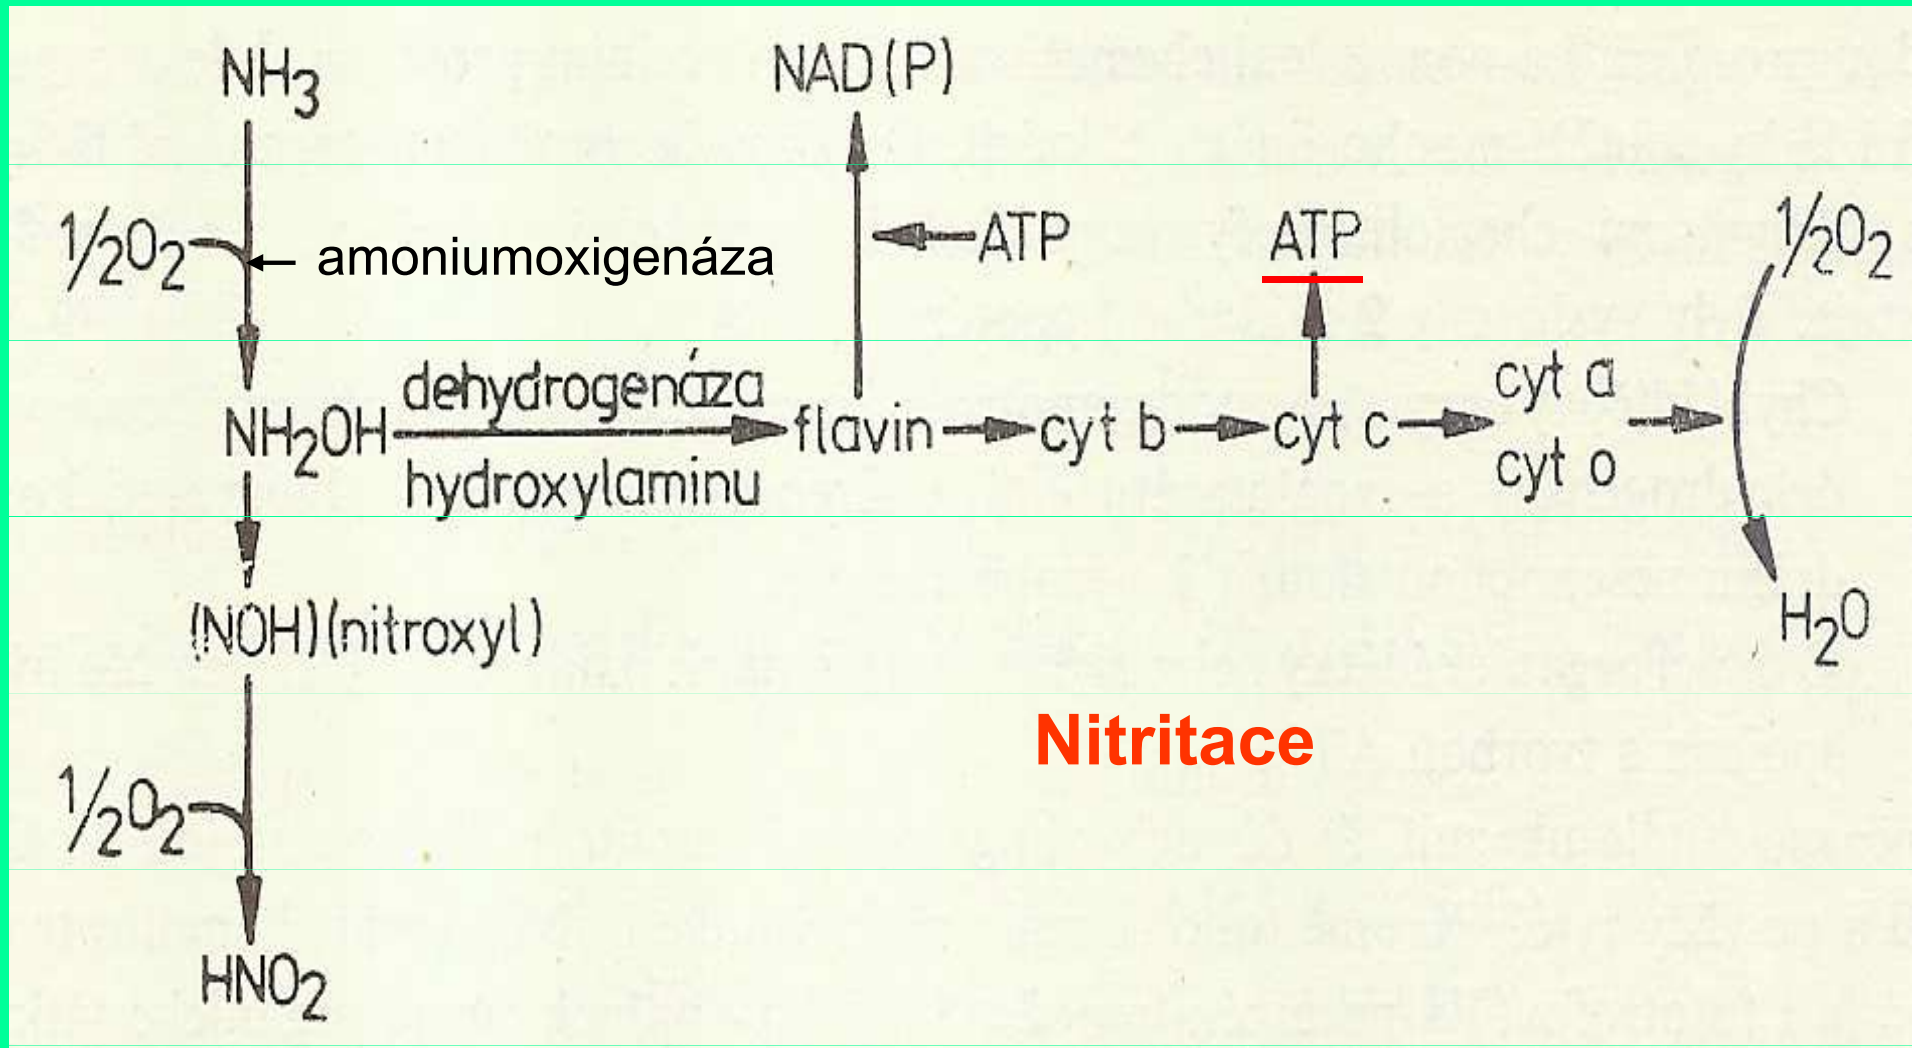 NH3
NAD(P)
½O2
amoniumoxigenáza
ATP
ATP
½O2
dehydrogenáza
NH2OH
hydroxylaminu
flavin
cyt b
cyt c
cyt a
cyt o
(NOH)(nitroxyl)
H2O
Nitritace
½O2
HNO2